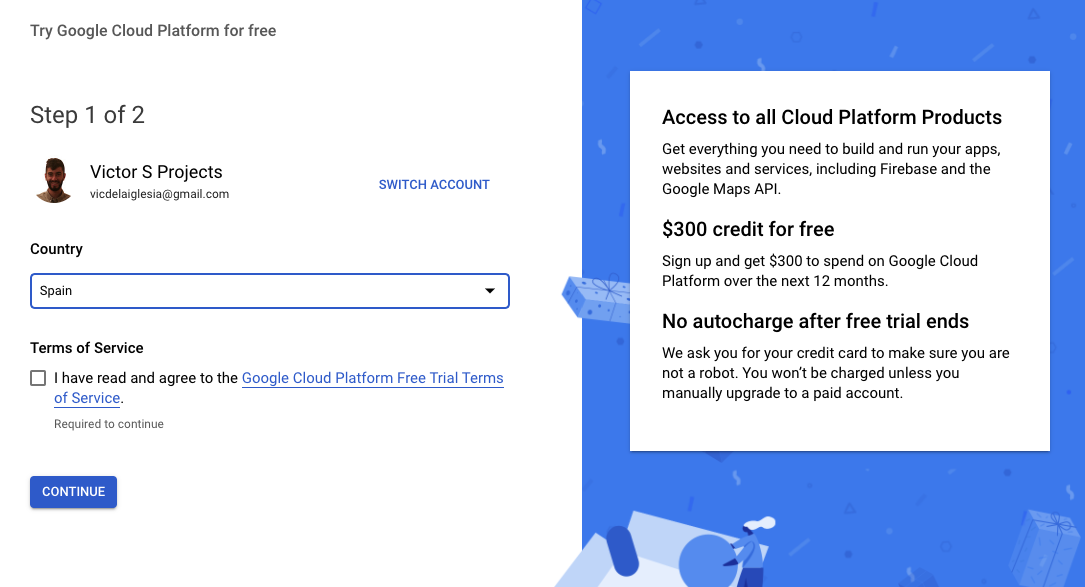 Try Google Cloud Platform for free
Step 1 of 2
Victor S Projects
vicdelaiglesia@gmail.com
SWITCH ACCOUNT
Country
Spain
Terms of Service
I have read and agree to the Google Cloud Platform Free Trial Terms
of Service.
Required to continue
CONTINUE
Access to all Cloud Platform Products
Get everything you need to build and run your apps,
websites and services, including Firebase and the
Google Maps API.
$300 credit for free
Sign up and get $300 to spend on Google Cloud
Platform over the next 12 months.
No autocharge after free trial ends
We ask you for your credit card to make sure you are
not a robot. You won’t be charged unless you
manually upgrade to a paid account.